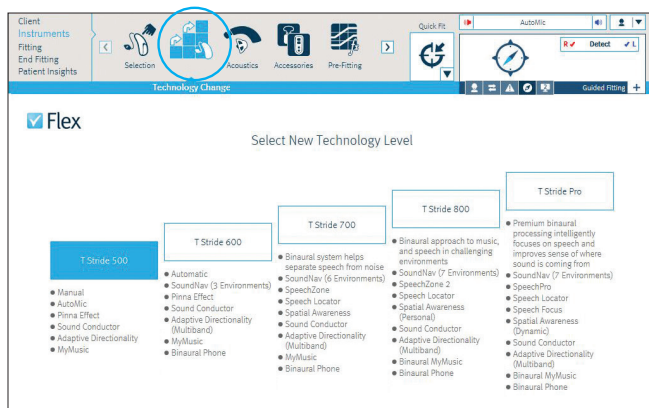 Client
Instruments
Fitting
End Fitting
Patient Insights
Selection
Acoustics
Accessories
Pre-Fitting
Quick Fit
AutoMic
R
Detect
L
Technology Change
Guided Fitting +
Flex
Select New Technology Level
T Stride 500
● Manual
● AutoMic
● Pinna Effect
● Sound Conductor
● Adaptive Directionality
● MyMusic
T Stride 600
● Automatic
● SoundNav (3 Environments)
● Pinna Effect
● Sound Conductor
● Adaptive Directionality
(Multiband)
● MyMusic
● Binaural Phone
T Stride 700
● Binaural system helps
separate speech from noise
● SoundNav (6 Environments)
● SpeechZone
● Speech Locator
● Spatial Awareness
● Sound Conductor
● Adaptive Directionality
(Multiband)
● MyMusic
● Binaural Phone
T Stride 800
● Binaural approach to music,
and speech in challenging
environments
● SoundNav (7 Environments)
● SpeechZone 2
● Speech Locator
● Spatial Awareness
(Personal)
● Sound Conductor
● Adaptive Directionality
(Multiband)
● Binaural MyMusic
● Binaural Phone
T Stride Pro
● Premium binaural
processing intelligently
focuses on speech and
improves sense of where
sound is coming from
● SoundNav (7 Environments)
● SpeechPro
● Speech Locator
● Speech Focus
● Spatial Awareness
(Dynamic)
● Sound Conductor
● Adaptive Directionality
(Multiband)
● Binaural MyMusic
● Binaural Phone